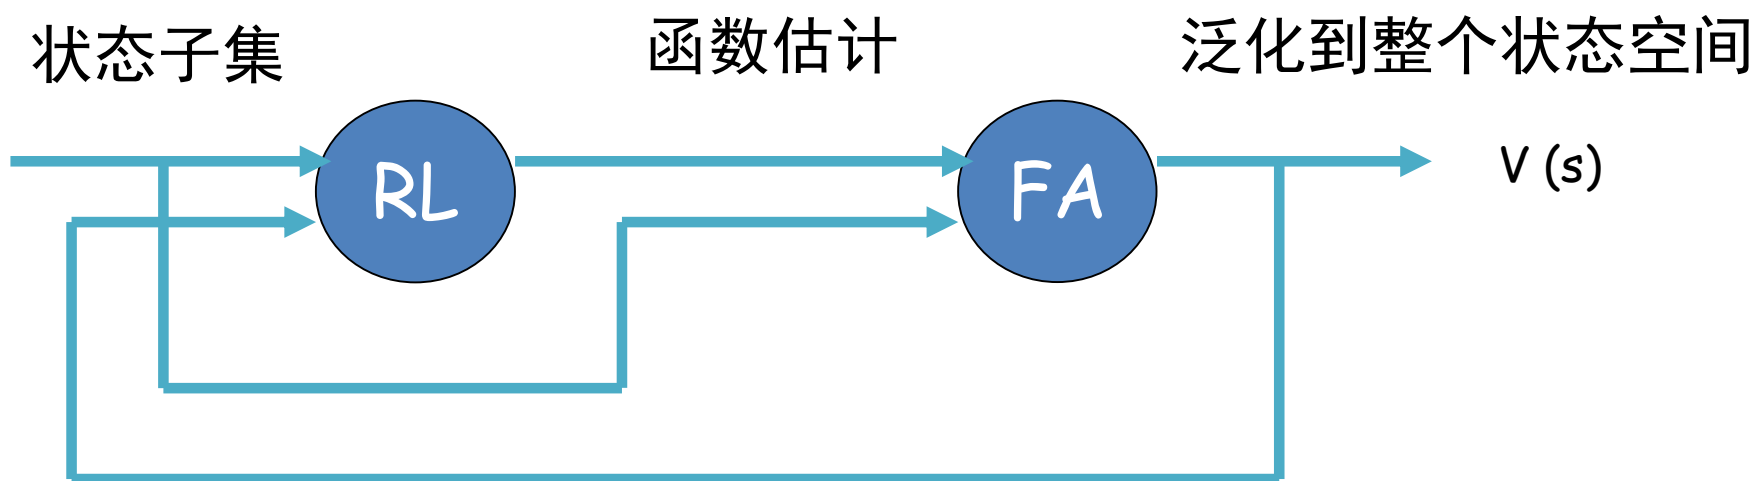 状态子集
函数估计
泛化到整个状态空间
RL
FA
V (s)